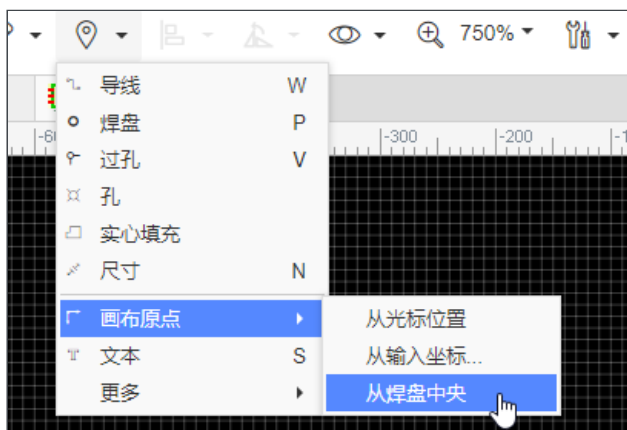 750%
导线 W
焊盘 P
过孔 V
孔
实心填充
尺寸 N
画布原点
文本 S
更多
-300 -200
从光标位置
从输入坐标...
从焊盘中央